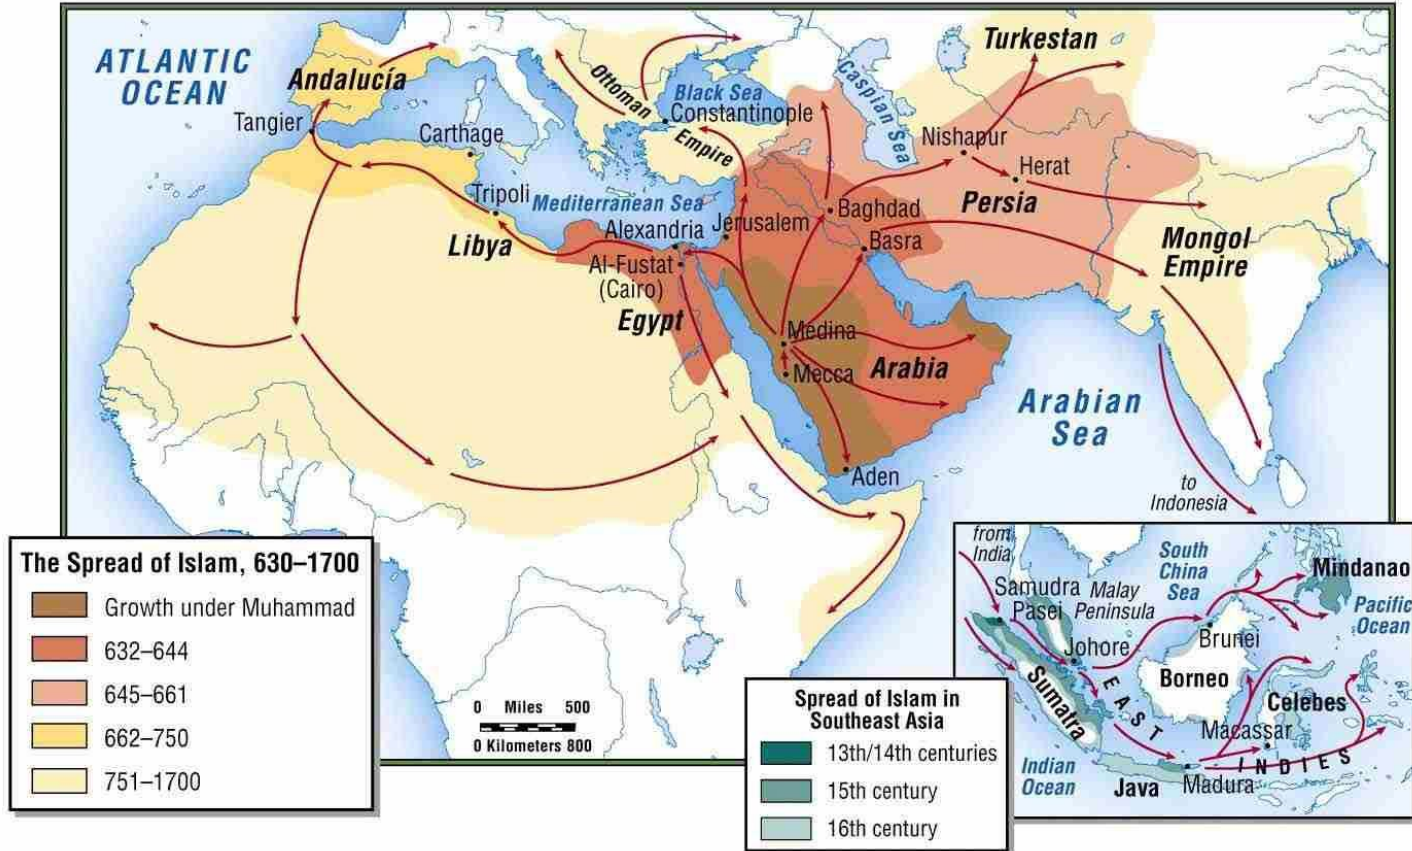 ATLANTIC
OCEAN
Andalucía
Tangier
Carthage
Tripoli
Mediterranean Sea
Libya
Alexandria
Al-Fustat
(Cairo)
Egypt
Jerusalem
Ottoman
Empire
Black Sea
Constantinople
Caspian
Sea
Turkestan
Nishapur
Herat
Persia
Baghdad
Basra
Mongol
Empire
Medina
Mecca
Arabia
Aden
Arabian
Sea
to
Indonesia
The Spread of Islam, 630–1700
Growth under Muhammad
632–644
645–661
662–750
751–1700
0 Miles 500
0 Kilometers 800
Spread of Islam in
Southeast Asia
13th/14th centuries
15th century
16th century
from
India
Samudra
Pasei
Malay
Peninsula
South
China
Sea
Mindanao
Pacific
Ocean
Johore
Brunei
Borneo
Sumatra
EAST
INDIES
Celebes
Macassar
Indian
Ocean
Java
Madura